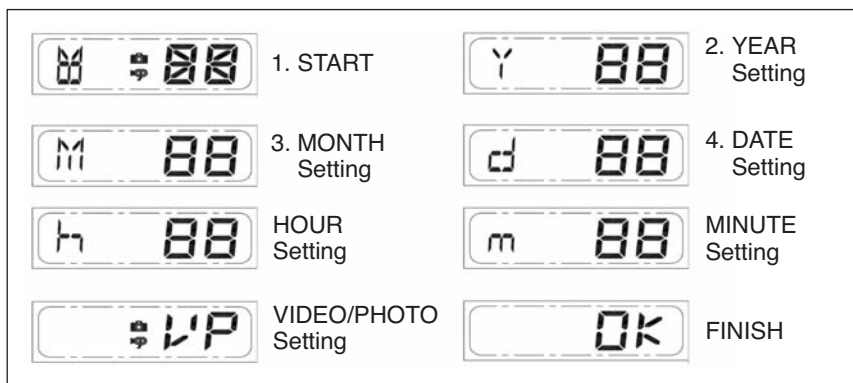 88 1. START
Y 88 2. YEAR
Setting
M 88 3. MONTH
Setting
d 88 4. DATE
Setting
h 88 HOUR
Setting
m 88 MINUTE
Setting
VP VIDEO/PHOTO
Setting
OK FINISH